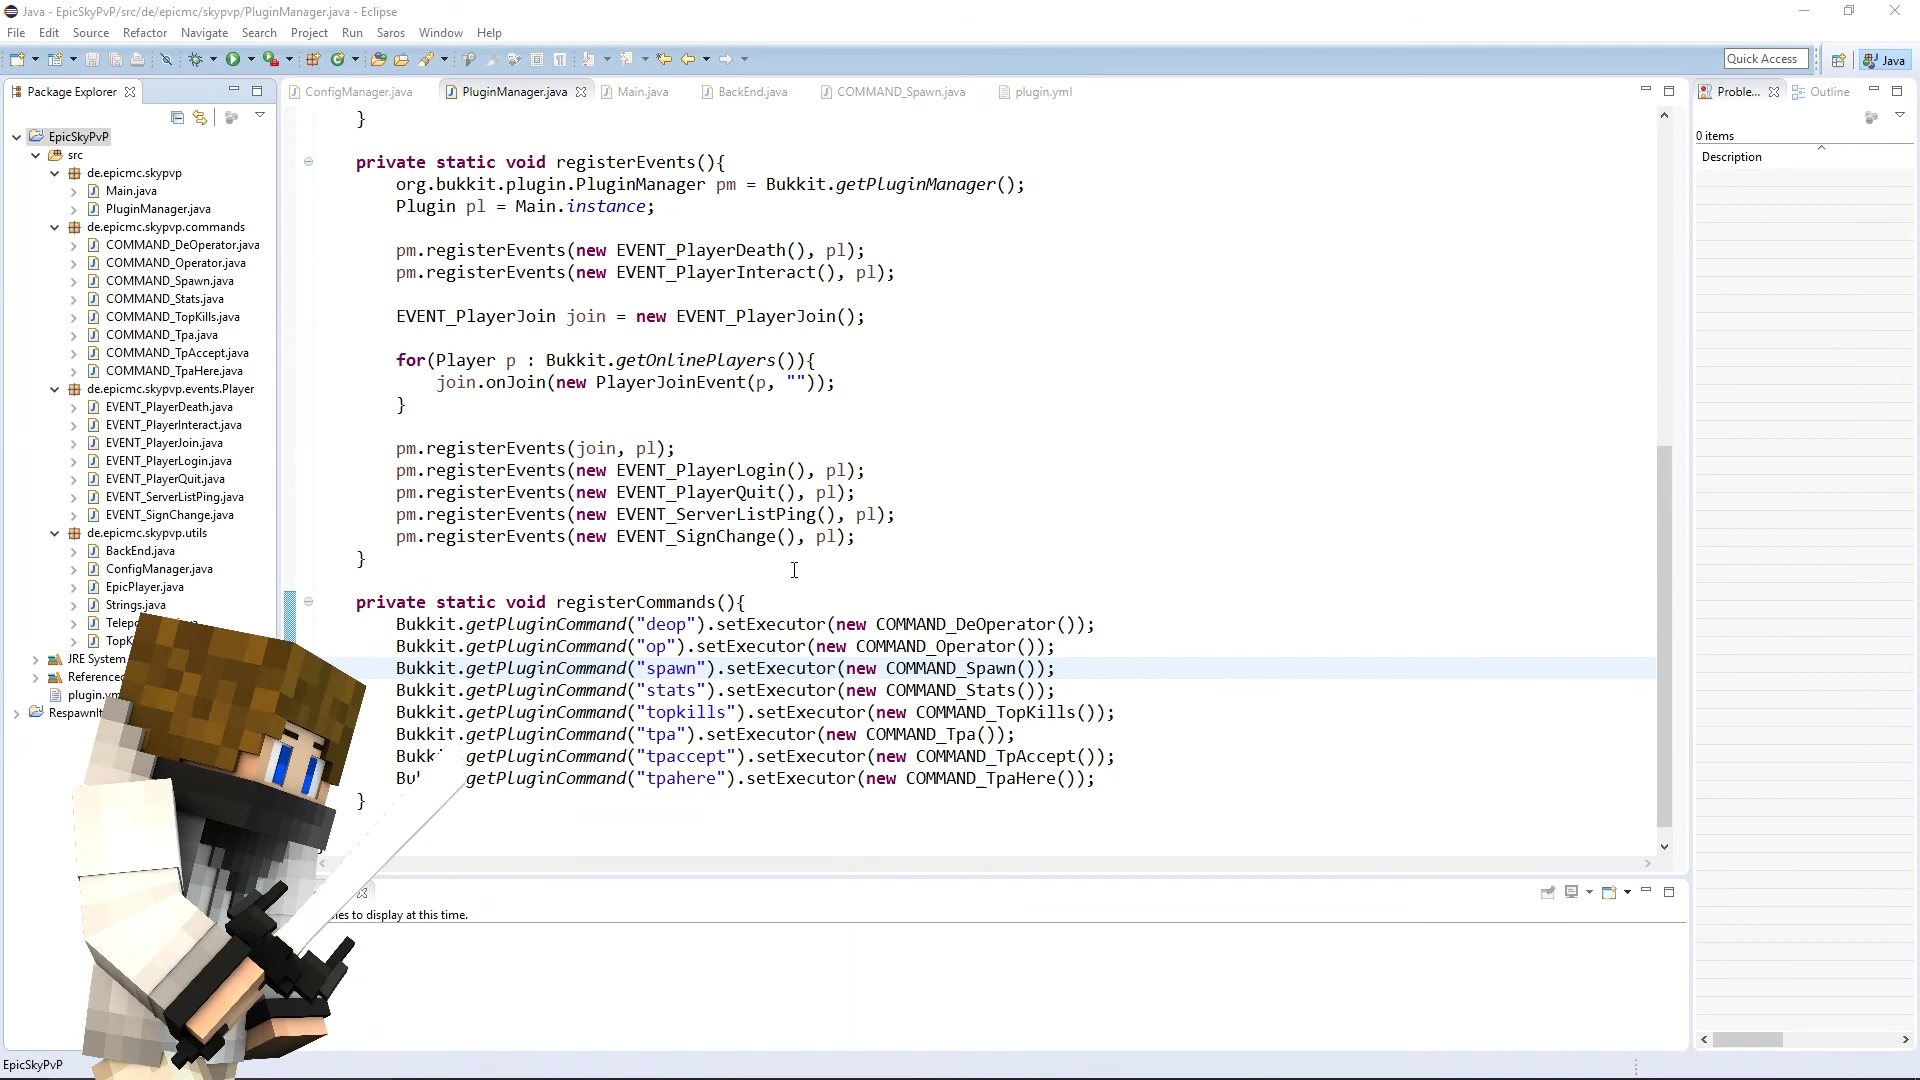 Java - EpicSkyPvP/src/de/epicmc/skypvp/PluginManager.java - Eclipse
File Edit Source Refactor Navigate Search Project Run Saros Window Help
Quick Access
Java
Package Explorer
ConfigManager.java
PluginManager.java
Main.java
BackEnd.java
COMMAND_Spawn.java
plugin.yml
Proble...
Outline
0 items
Description
EpicSkyPvP
src
de.epicmc.skypvp
Main.java
PluginManager.java
de.epicmc.skypvp.commands
COMMAND_DeOperator.java
COMMAND_Operator.java
COMMAND_Spawn.java
COMMAND_Stats.java
COMMAND_TopKills.java
COMMAND_Tpa.java
COMMAND_TpAccept.java
COMMAND_TpaHere.java
de.epicmc.skypvp.events.Player
EVENT_PlayerDeath.java
EVENT_PlayerInteract.java
EVENT_PlayerJoin.java
EVENT_PlayerLogin.java
EVENT_PlayerQuit.java
EVENT_ServerListPing.java
EVENT_SignChange.java
de.epicmc.skypvp.utils
BackEnd.java
ConfigManager.java
EpicPlayer.java
Strings.java
JRE System
}
private static void registerEvents(){
org.bukkit.plugin.PluginManager pm = Bukkit.getPluginManager();
Plugin pl = Main.instance;
pm.registerEvents(new EVENT_PlayerDeath(), pl);
pm.registerEvents(new EVENT_PlayerInteract(), pl);
EVENT_PlayerJoin join = new EVENT_PlayerJoin();
for(Player p : Bukkit.getOnlinePlayers()){
join.onJoin(new PlayerJoinEvent(p, ""));
}
pm.registerEvents(join, pl);
pm.registerEvents(new EVENT_PlayerLogin(), pl);
pm.registerEvents(new EVENT_PlayerQuit(), pl);
pm.registerEvents(new EVENT_ServerListPing(), pl);
pm.registerEvents(new EVENT_SignChange(), pl);
}
private static void registerCommands(){
Bukkit.getPluginCommand("deop").setExecutor(new COMMAND_DeOperator());
Bukkit.getPluginCommand("op").setExecutor(new COMMAND_Operator());
Bukkit.getPluginCommand("spawn").setExecutor(new COMMAND_Spawn());
Bukkit.getPluginCommand("stats").setExecutor(new COMMAND_Stats());
Bukkit.getPluginCommand("topkills").setExecutor(new COMMAND_TopKills());
Bukkit.getPluginCommand("tpa").setExecutor(new COMMAND_Tpa());
Bukk getPluginCommand("tpaccept").setExecutor(new COMMAND_TpAccept());
Bu getPluginCommand("tpahere").setExecutor(new COMMAND_TpaHere());
}
to display at this time.
EpicSkyPvP